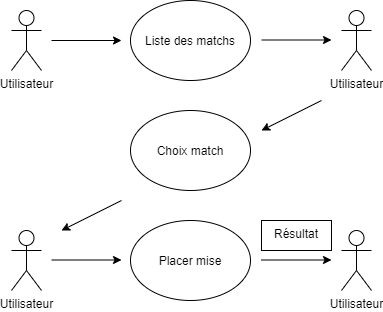 Liste des matchs
Utilisateur
Utilisateur
Choix match
Résultat
Placer mise
Utilisateur
Utilisateur